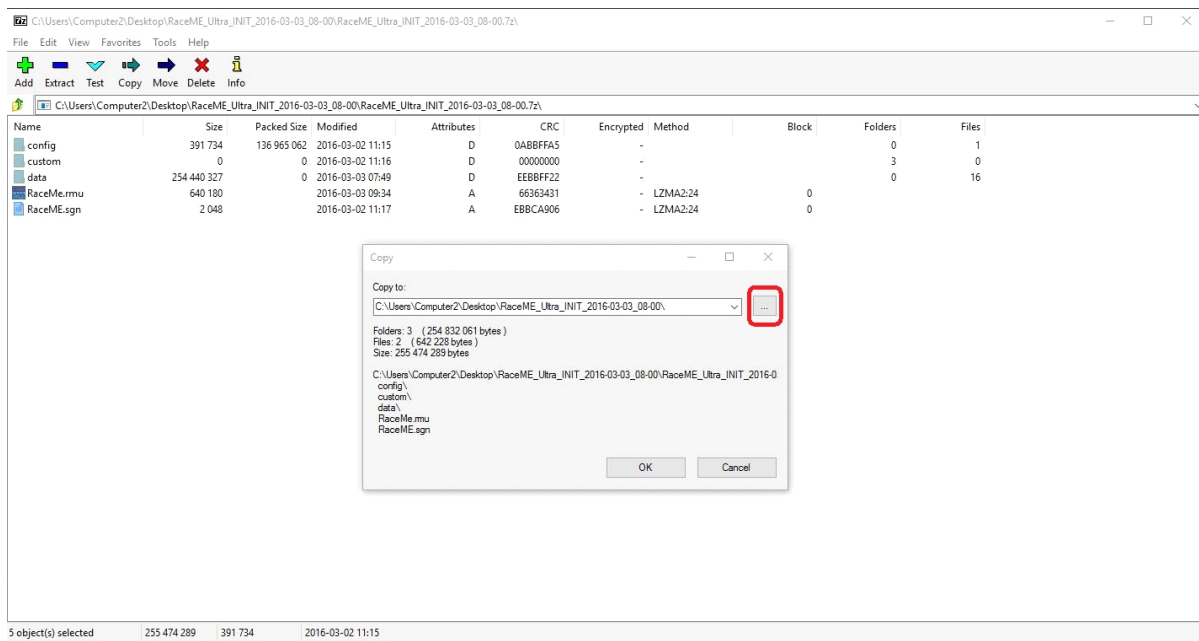 7z C:\Users\Computer2\Desktop\RaceME_Ultra_INIT_2016-03-03_08-00\RaceME_Ultra_INIT_2016-03-03_08-00.7z\
File Edit View Favorites Tools Help
Add Extract Test Copy Move Delete Info
C:\Users\Computer2\Desktop\RaceME_Ultra_INIT_2016-03-03_08-00\RaceME_Ultra_INIT_2016-03-03_08-00.7z\
Name Size Packed Size Modified Attributes CRC Encrypted Method Block Folders Files
config 391 734 136 965 062 2016-03-02 11:15 D 0ABBFFA5 - 0 1
custom 0 0 2016-03-02 11:16 D 00000000 - 3 0
data 254 440 327 0 2016-03-03 07:49 D EEBBFF22 - 0 16
RaceMe.rmu 640 180 2016-03-03 09:34 A 66363431 - LZMA2:24 0
RaceME.sgn 2 048 2016-03-02 11:17 A EBBCA906 - LZMA2:24 0
Copy
Copy to:
C:\Users\Computer2\Desktop\RaceME_Ultra_INIT_2016-03-03_08-00\
...
Folders: 3 ( 254 832 061 bytes )
Files: 2 ( 642 228 bytes )
Size: 255 474 289 bytes
C:\Users\Computer2\Desktop\RaceME_Ultra_INIT_2016-03-03_08-00\RaceME_Ultra_INIT_2016-0
config\
custom\
data\
RaceMe.rmu
RaceME.sgn
OK Cancel
5 object(s) selected 255 474 289 391 734 2016-03-02 11:15